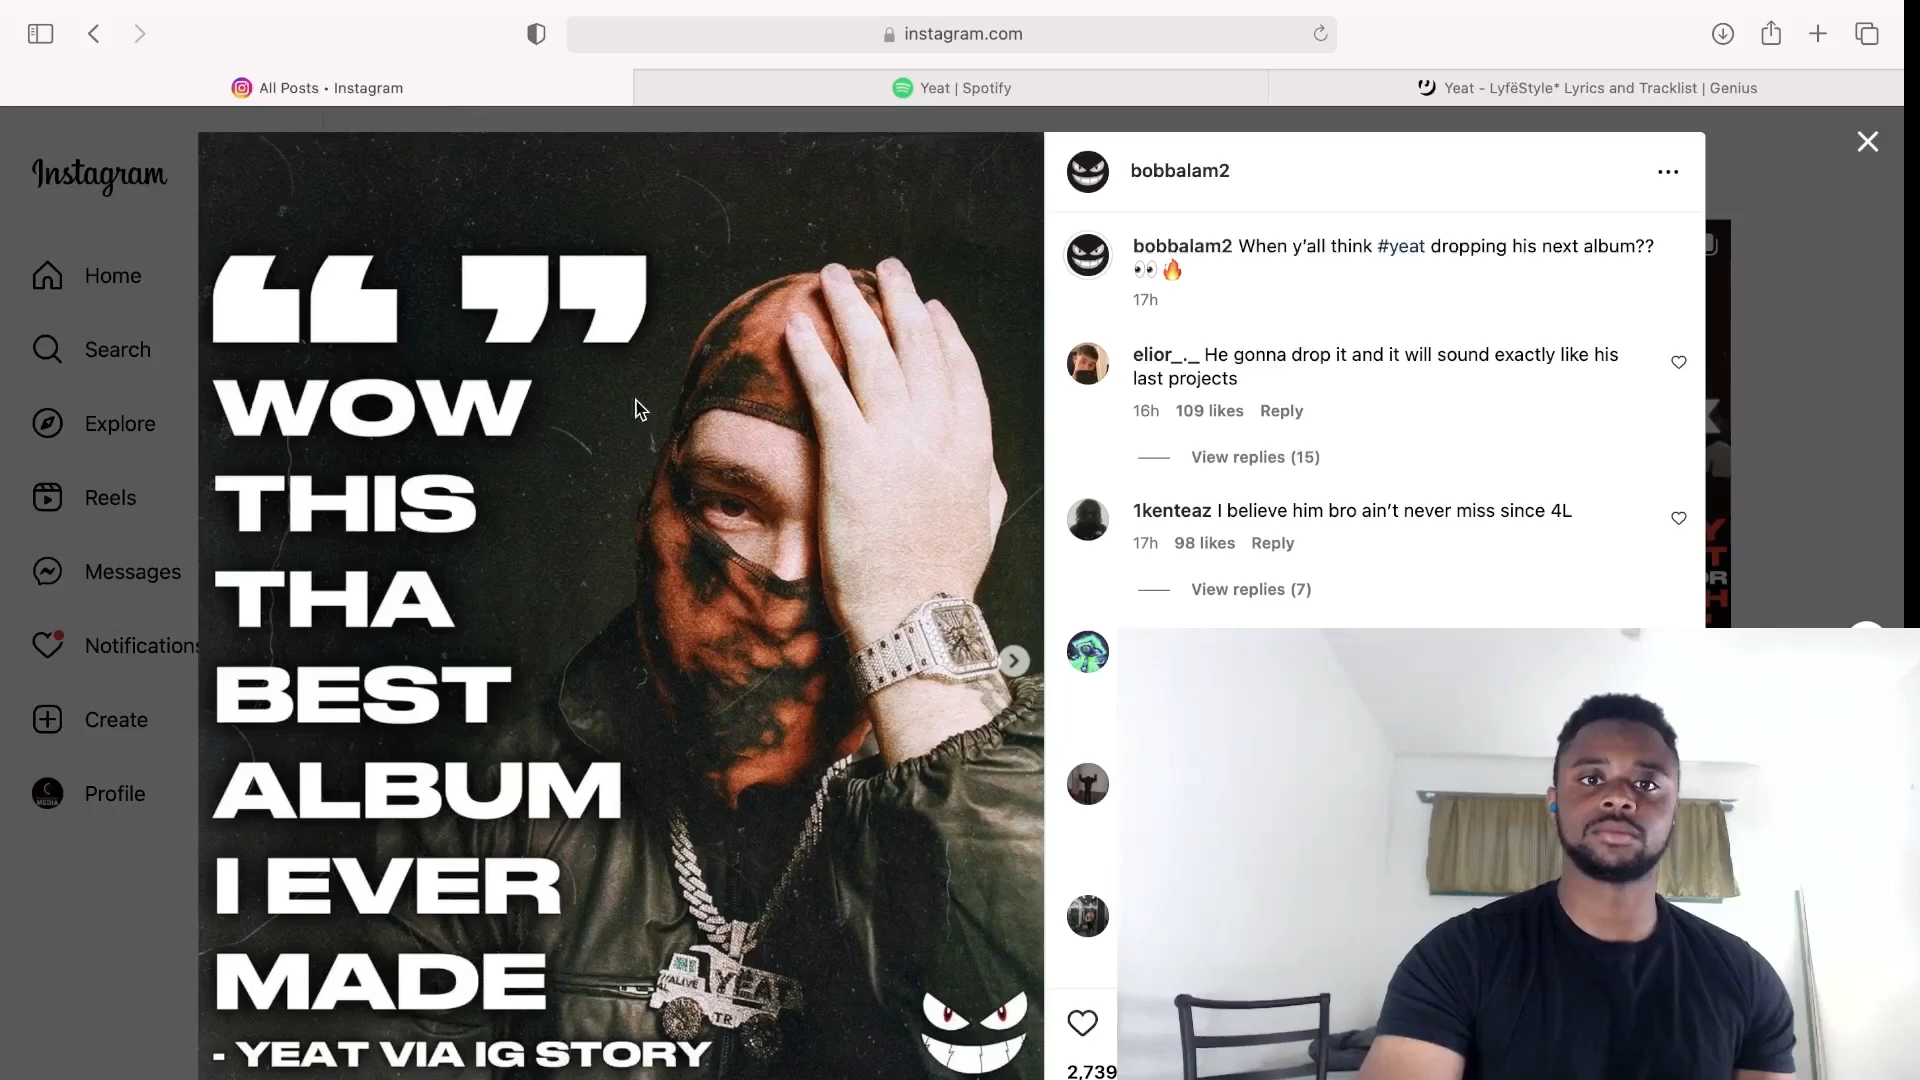 instagram.com
All Posts • Instagram
Yeat | Spotify
Yeat - LyfëStyle* Lyrics and Tracklist | Genius
Instagram
Home
Search
Explore
Reels
Messages
Notifications
Create
Profile
“ ”
WOW
THIS
THA
BEST
ALBUM
I EVER
MADE
- YEAT VIA IG STORY
YEAT
bobbalam2
bobbalam2 When y’all think #yeat dropping his next album??
👀🔥
17h
elior_._ He gonna drop it and it will sound exactly like his
last projects
16h 109 likes Reply
View replies (15)
1kenteaz I believe him bro ain’t never miss since 4L
17h 98 likes Reply
View replies (7)
2,739